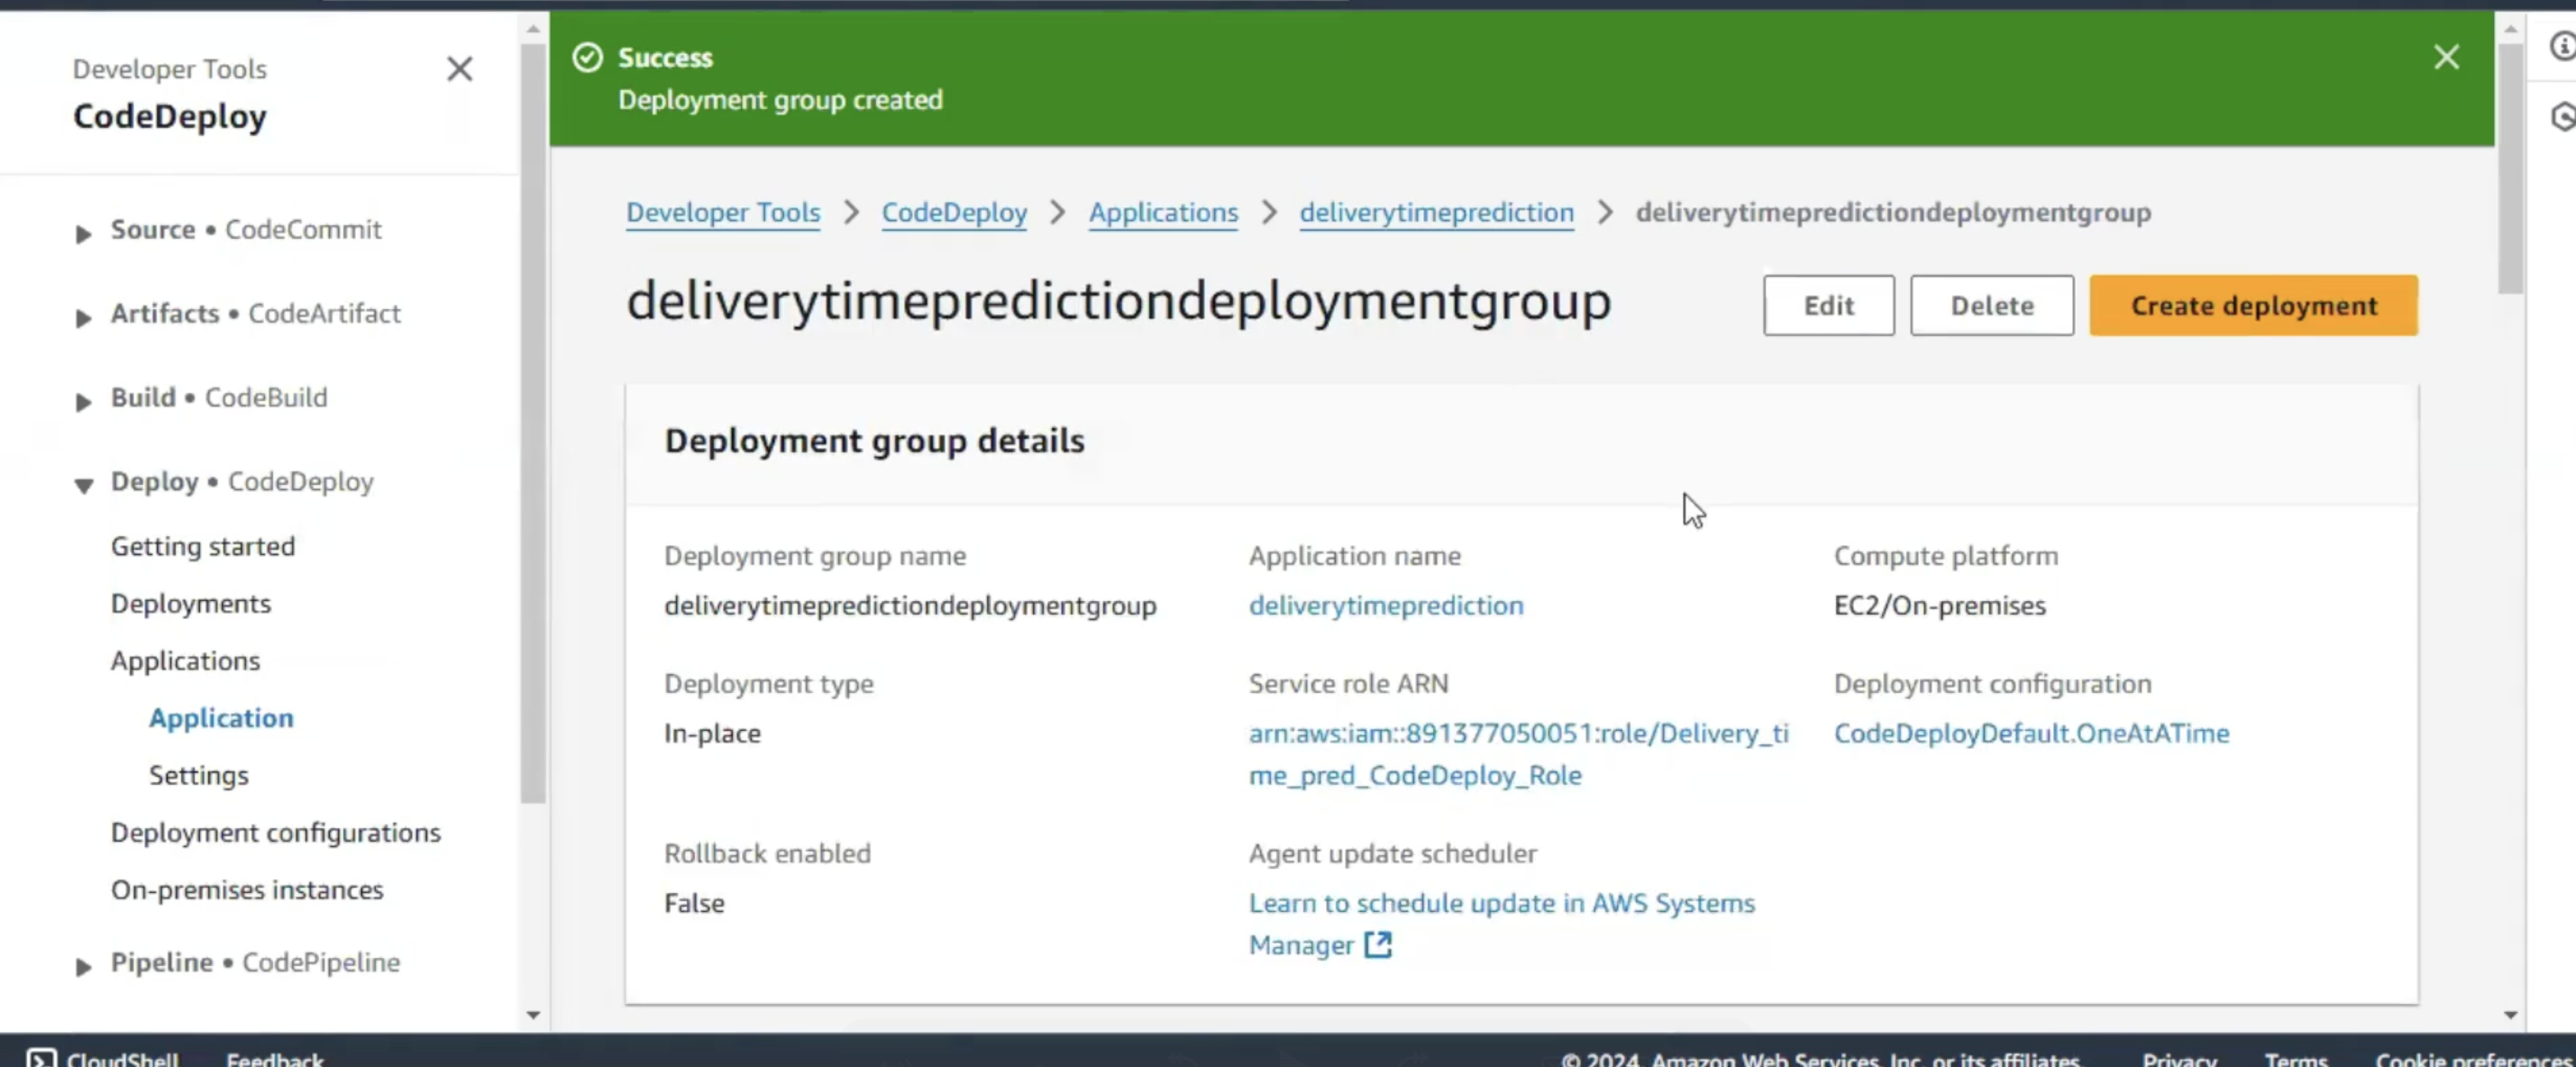 Developer Tools
CodeDeploy
Source • CodeCommit
Artifacts • CodeArtifact
Build • CodeBuild
Deploy • CodeDeploy
Getting started
Deployments
Applications
Application
Settings
Deployment configurations
On-premises instances
Pipeline • CodePipeline
Success
Deployment group created
Developer Tools > CodeDeploy > Applications > deliverytimeprediction > deliverytimepredictiondeploymentgroup
deliverytimepredictiondeploymentgroup
Edit Delete Create deployment
Deployment group details
Deployment group name
deliverytimepredictiondeploymentgroup
Application name
deliverytimeprediction
Compute platform
EC2/On-premises
Deployment type
In-place
Service role ARN
arn:aws:iam::891377050051:role/Delivery_ti
me_pred_CodeDeploy_Role
Deployment configuration
CodeDeployDefault.OneAtATime
Rollback enabled
False
Agent update scheduler
Learn to schedule update in AWS Systems
Manager
CloudShell Feedback © 2024, Amazon Web Services, Inc. or its affiliates. Privacy Terms Cookie preferences